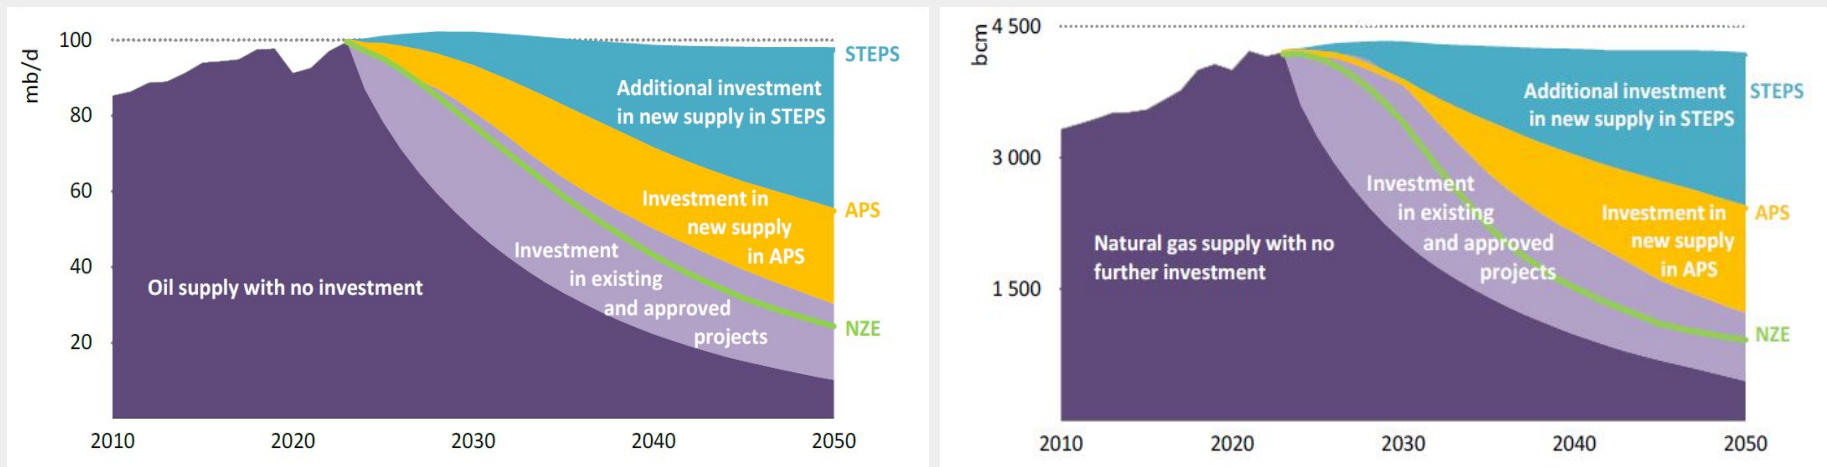 mb/d
100
80
60
40
20
STEPS
Additional investment
in new supply in STEPS
Investment in
new supply
in APS
APS
Investment
in existing
and approved
projects
Oil supply with no investment
NZE
2010
2020
2030
2040
2050
bcm
4 500
3 000
1 500
Additional investment
in new supply in STEPS
STEPS
Investment
in existing
and approved
projects
Investment in
new supply
in APS
APS
Natural gas supply with no
further investment
NZE
2010
2020
2030
2040
2050